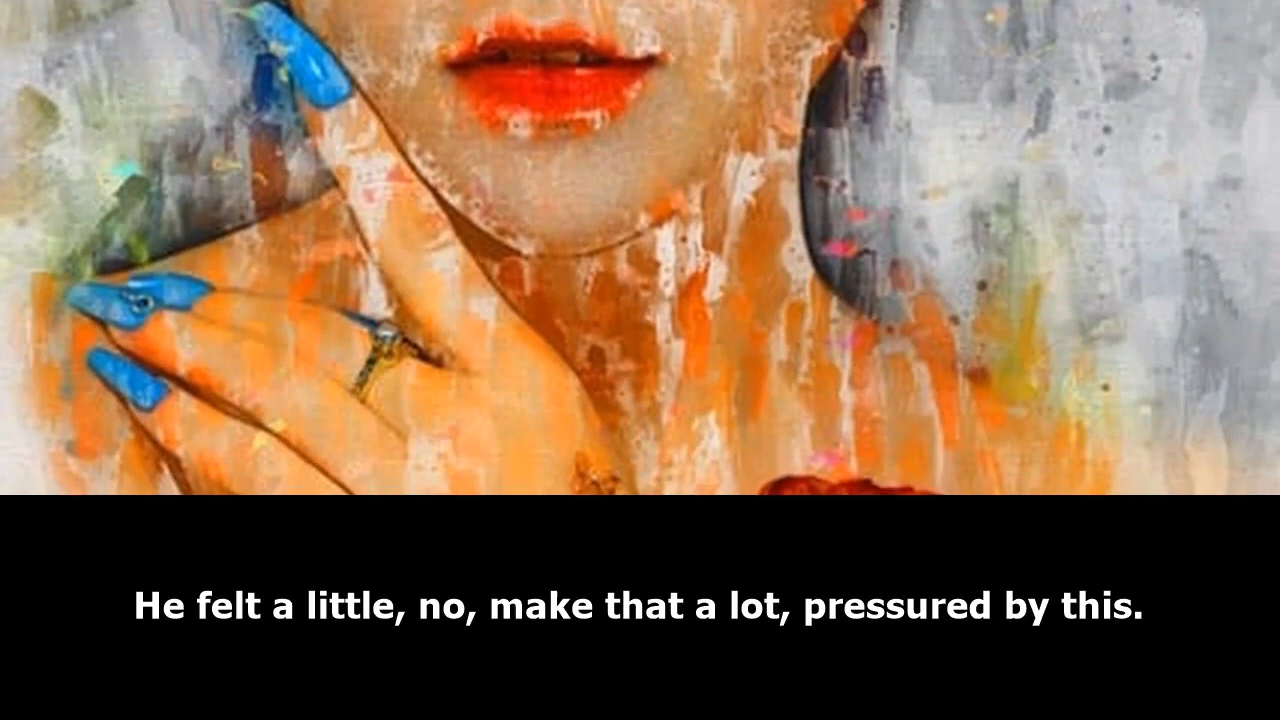 He felt a little, no, make that a lot, pressured by this.